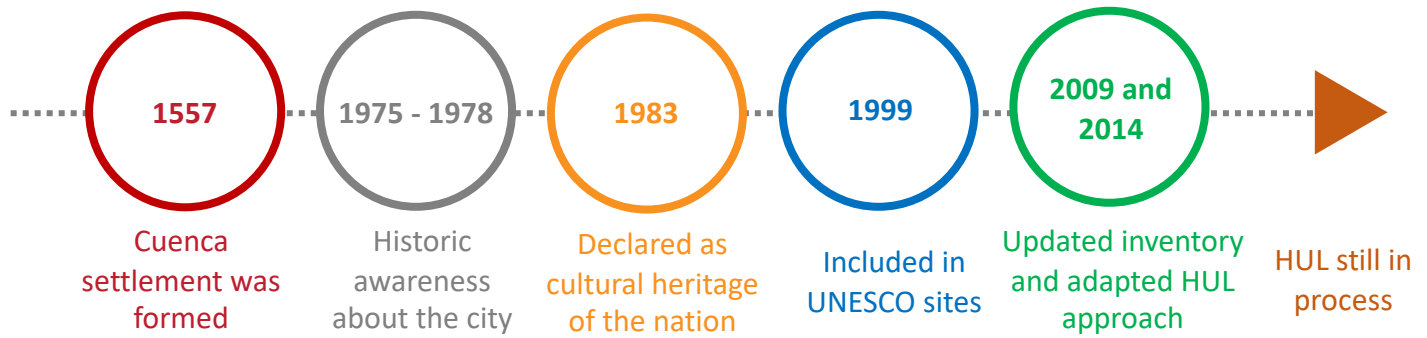 1557
Cuenca
settlement was
formed
1975 - 1978
Historic
awareness
about the city
1983
Declared as
cultural heritage
of the nation
1999
Included in
UNESCO sites
2009 and
2014
Updated inventory
and adapted HUL
approach
HUL still in
process